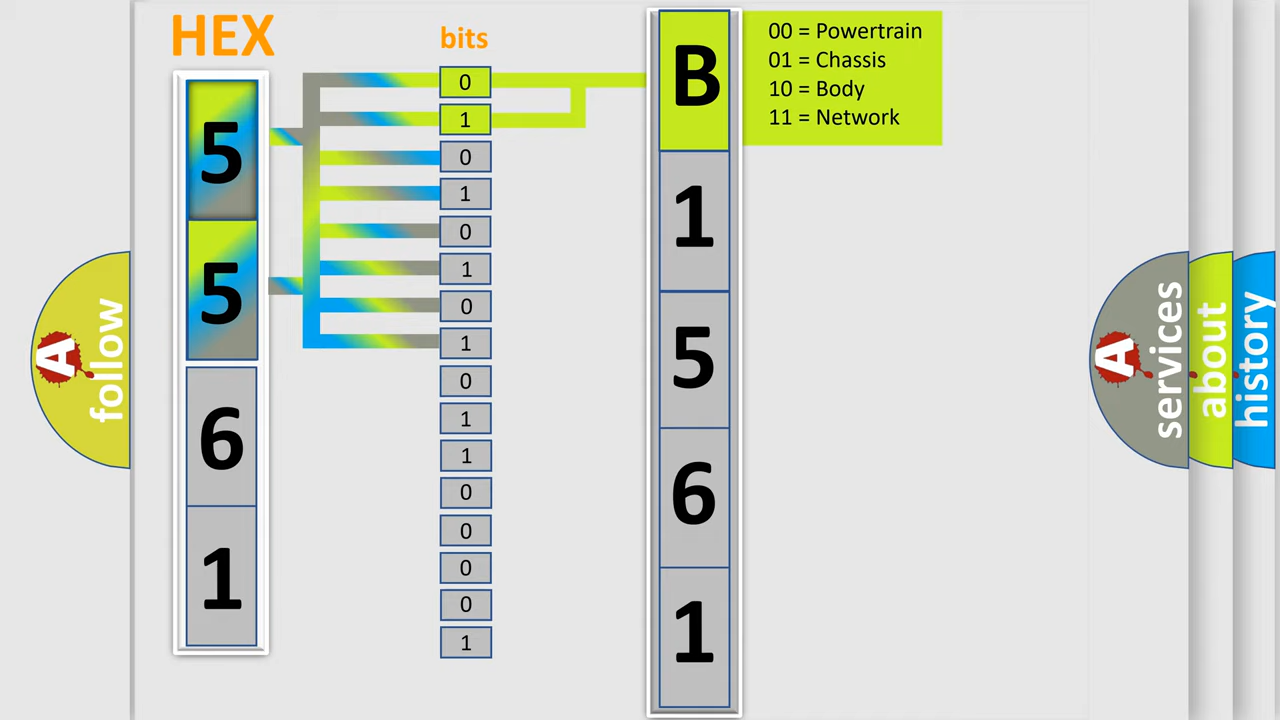 HEX
bits
5
5
6
1
0
1
0
1
0
1
0
1
0
1
1
0
0
0
0
1
B
1
5
6
1
00 = Powertrain
01 = Chassis
10 = Body
11 = Network
A
follow
A
services
about
history